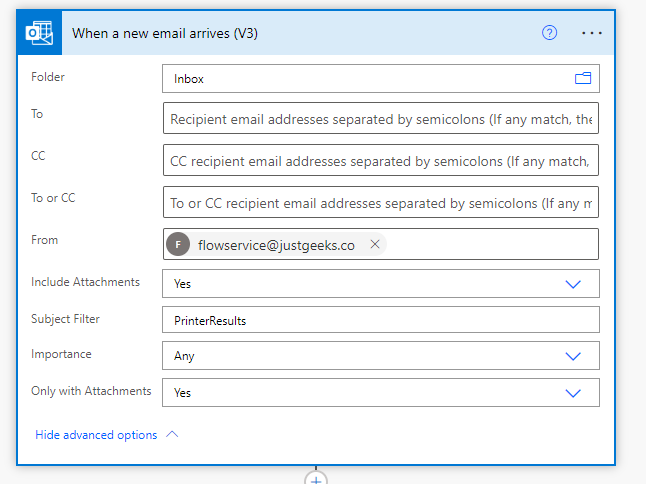 When a new email arrives (V3)
Folder
Inbox
To
Recipient email addresses separated by semicolons (If any match, the
CC
CC recipient email addresses separated by semicolons (If any match,
To or CC
To or CC recipient email addresses separated by semicolons (If any m
From
F flowservice@justgeeks.co
Include Attachments
Yes
Subject Filter
PrinterResults
Importance
Any
Only with Attachments
Yes
Hide advanced options